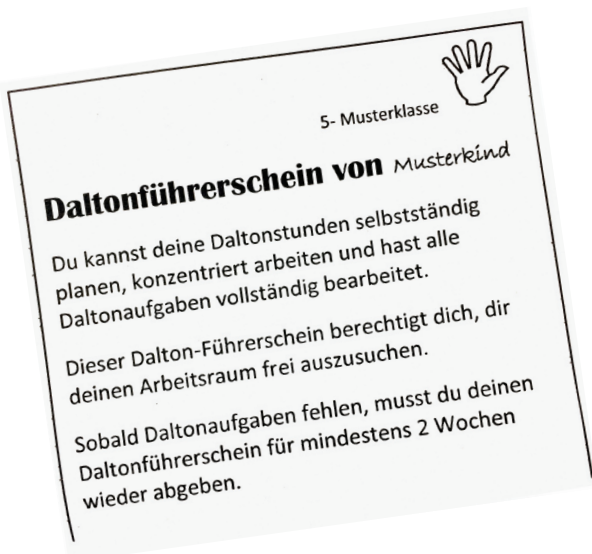 5- Musterklasse
Daltonführerschein von Musterkind
Du kannst deine Daltonstunden selbstständig
planen, konzentriert arbeiten und hast alle
Daltonaufgaben vollständig bearbeitet.
Dieser Dalton-Führerschein berechtigt dich, dir
deinen Arbeitsraum frei auszusuchen.
Sobald Daltonaufgaben fehlen, musst du deinen
Daltonführerschein für mindestens 2 Wochen
wieder abgeben.